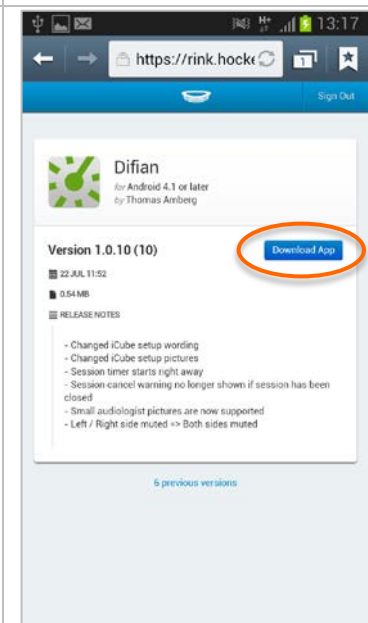 H+ 13:17
https://rink.hocke 1
Sign Out
Difian
for Android 4.1 or later
by Thomas Amberg
Version 1.0.10 (10)
Download App
22 JUL 11:52
0.54 MB
RELEASE NOTES
- Changed iCube setup wording
- Changed iCube setup pictures
- Session timer starts right away
- Session cancel warning no longer shown if session has been
closed
- Small audiologist pictures are now supported
- Left / Right side muted => Both sides muted
6 previous versions